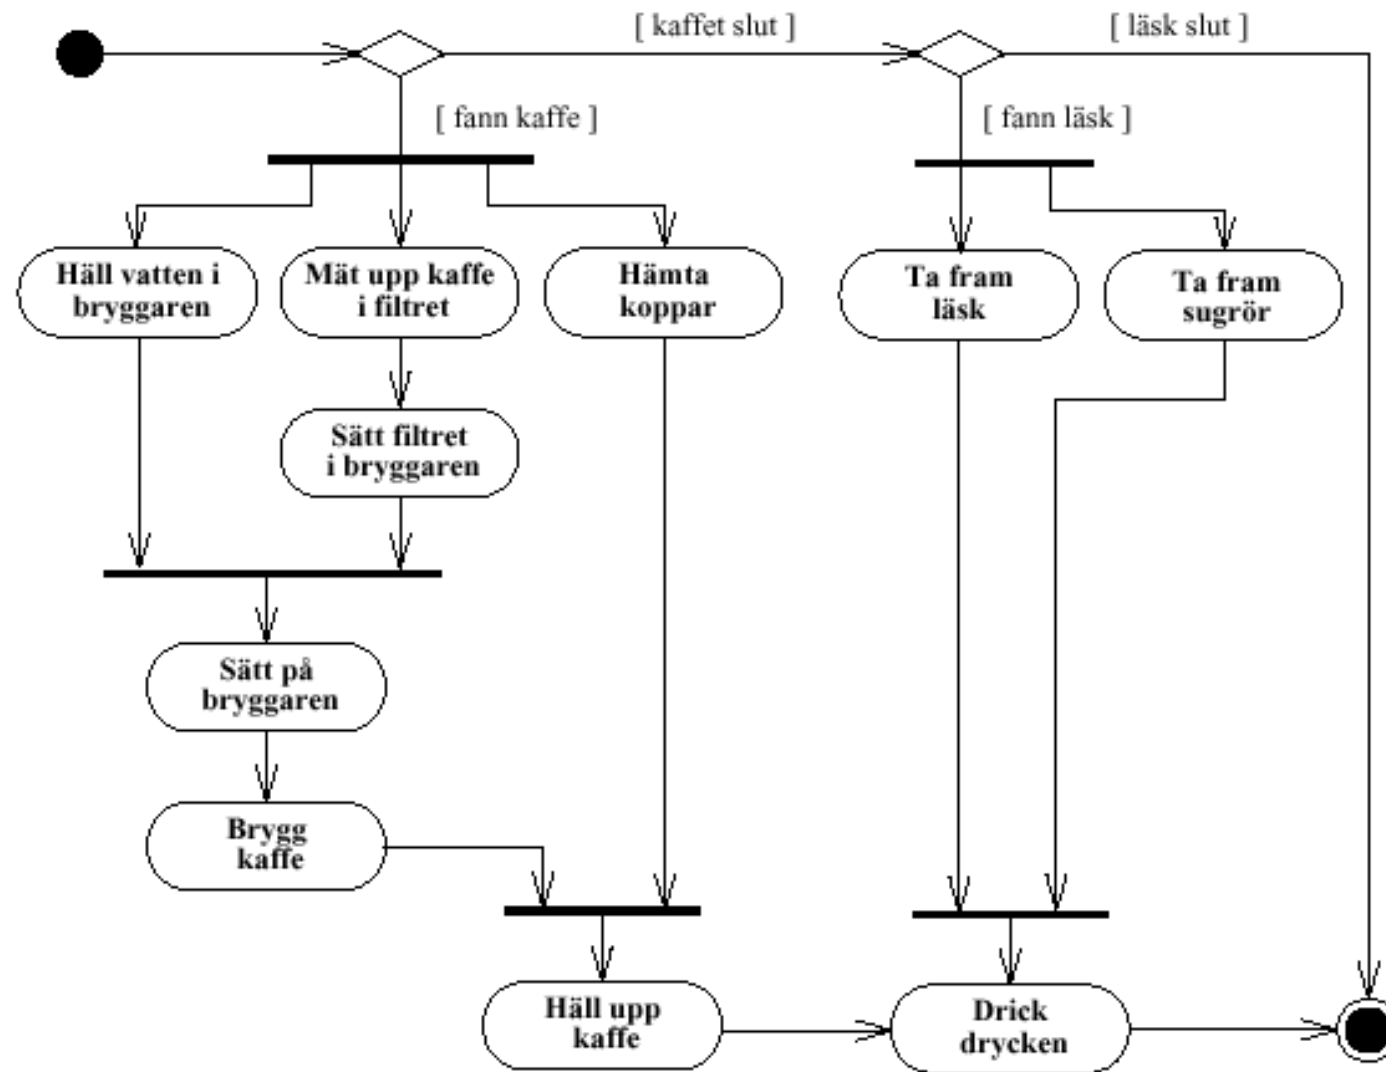 [ kaffet slut ]
[ läsk slut ]
[ fann kaffe ]
[ fann läsk ]
Häll vatten i
bryggaren
Mät upp kaffe
i filtret
Hämta
koppar
Ta fram
läsk
Ta fram
sugrör
Sätt filtret
i bryggaren
Sätt på
bryggaren
Brygg
kaffe
Häll upp
kaffe
Drick
drycken